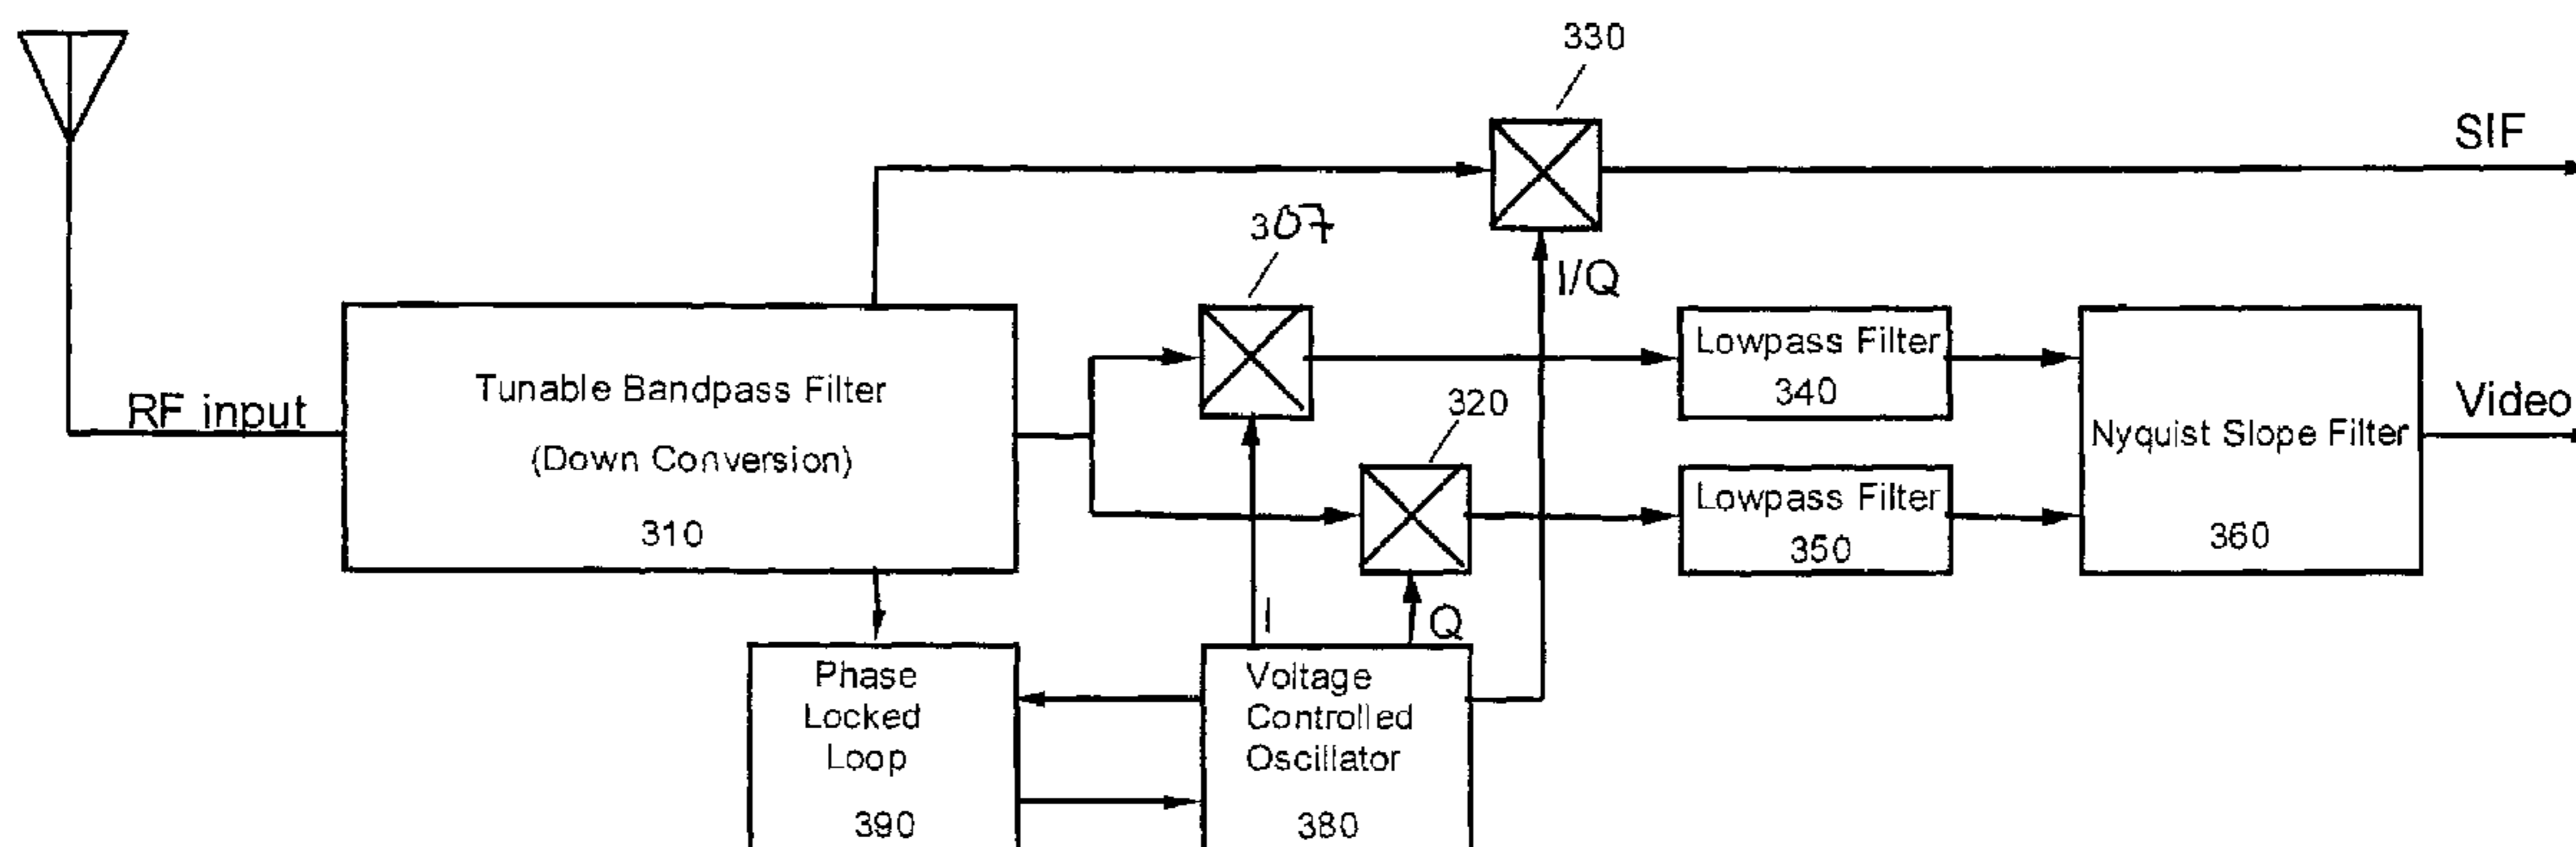 330
SIF
307
I/Q
RF input
Tunable Bandpass Filter
(Down Conversion)
310
320
Lowpass Filter
340
Lowpass Filter
350
Nyquist Slope Filter
360
Video
I
Q
Phase
Locked
Loop
390
Voltage
Controlled
Oscillator
380